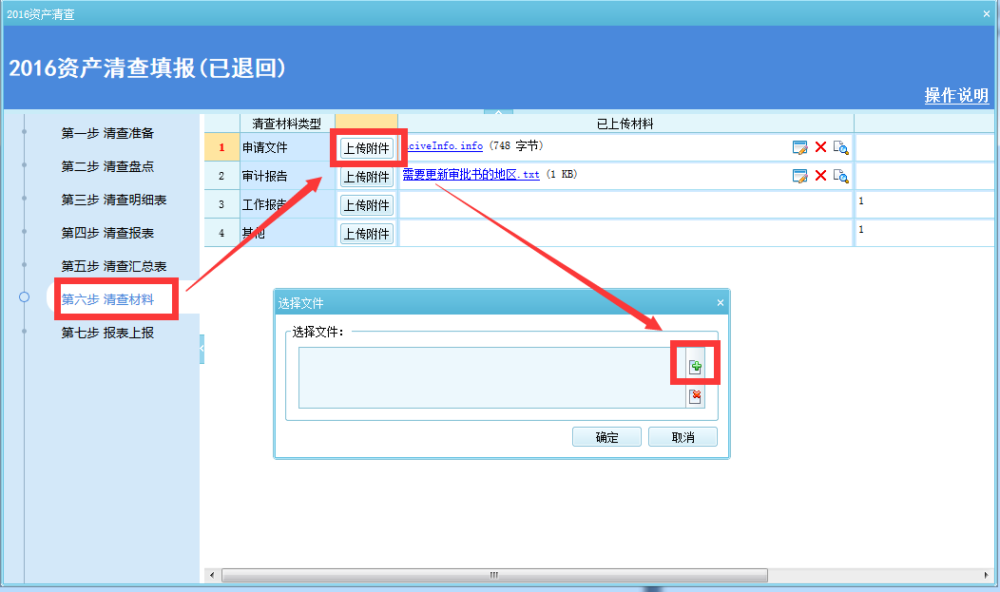 2016资产清查
2016资产清查填报(已退回)
操作说明
第一步 清查准备
第二步 清查盘点
第三步 清查明细表
第四步 清查报表
第五步 清查汇总表
第六步 清查材料
第七步 报表上报
清查材料类型 已上传材料
1 申请文件 上传附件 civeInfo.info (748 字节)
2 审计报告 上传附件 需要更新审批书的地区.txt (1 KB)
3 工作报告 上传附件 1
4 其他 上传附件 1
选择文件
选择文件:
确定 取消